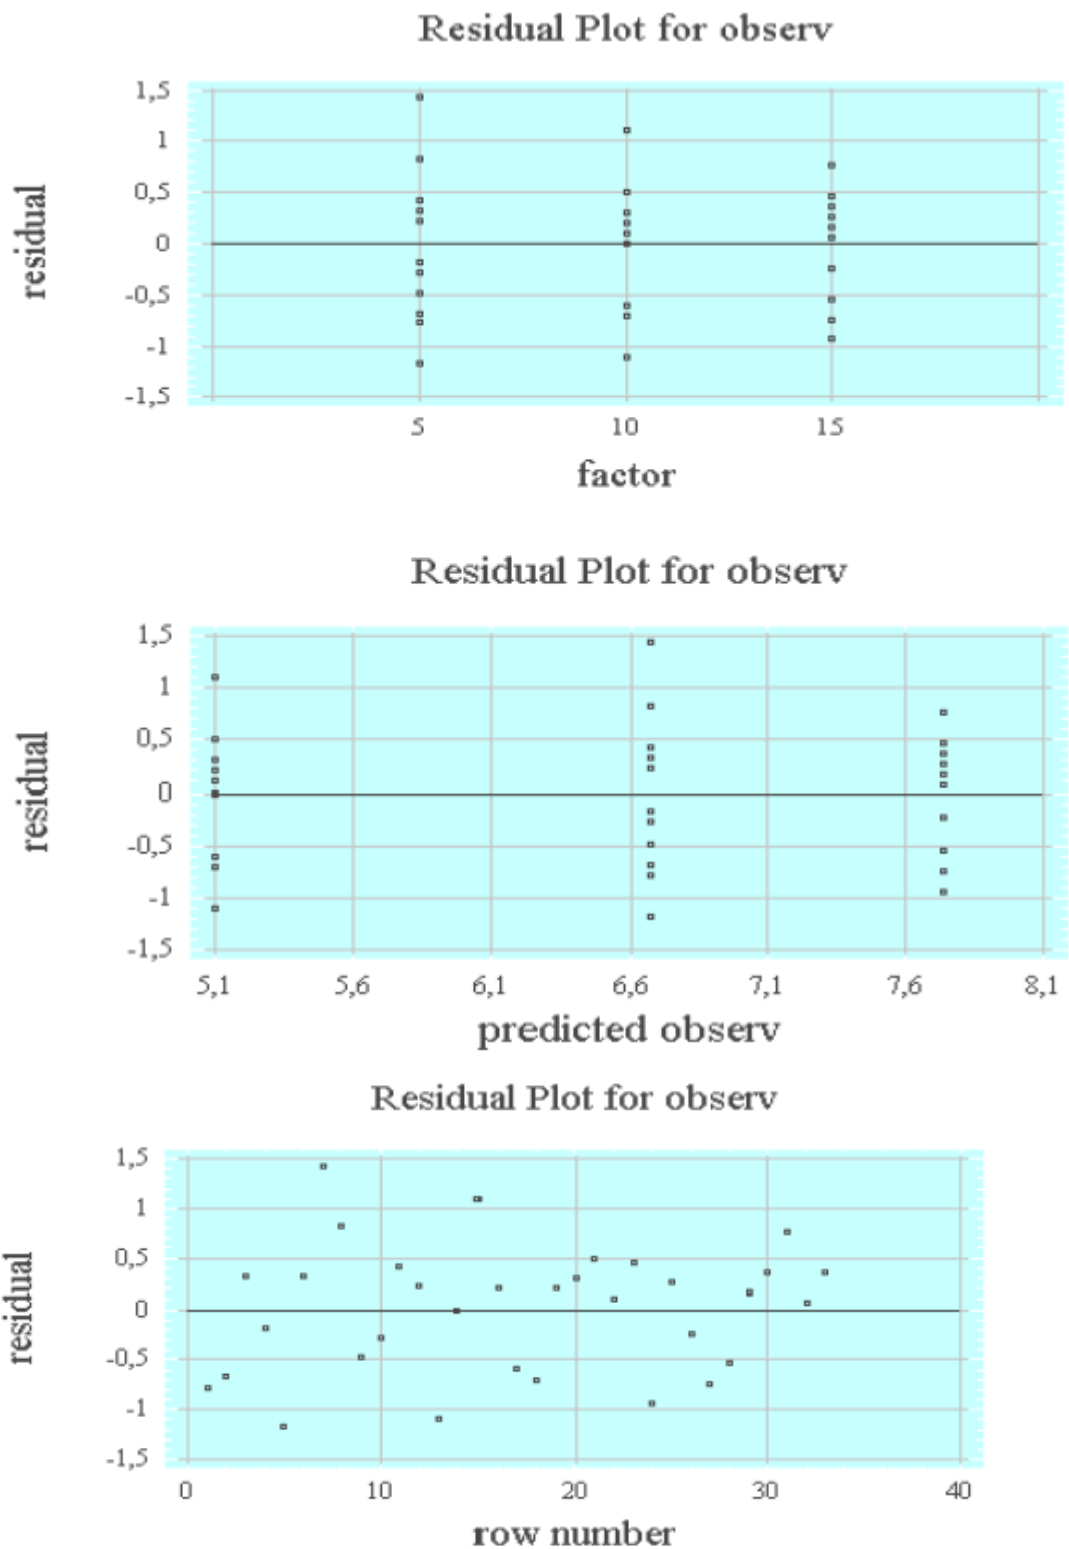 Residual Plot for observ
1,5
1
0,5
0
-0,5
-1
-1,5
residual
5 10 15
factor
Residual Plot for observ
1,5
1
0,5
0
-0,5
-1
-1,5
residual
5,1 5,6 6,1 6,6 7,1 7,6 8,1
predicted observ
Residual Plot for observ
1,5
1
0,5
0
-0,5
-1
-1,5
residual
0 10 20 30 40
row number